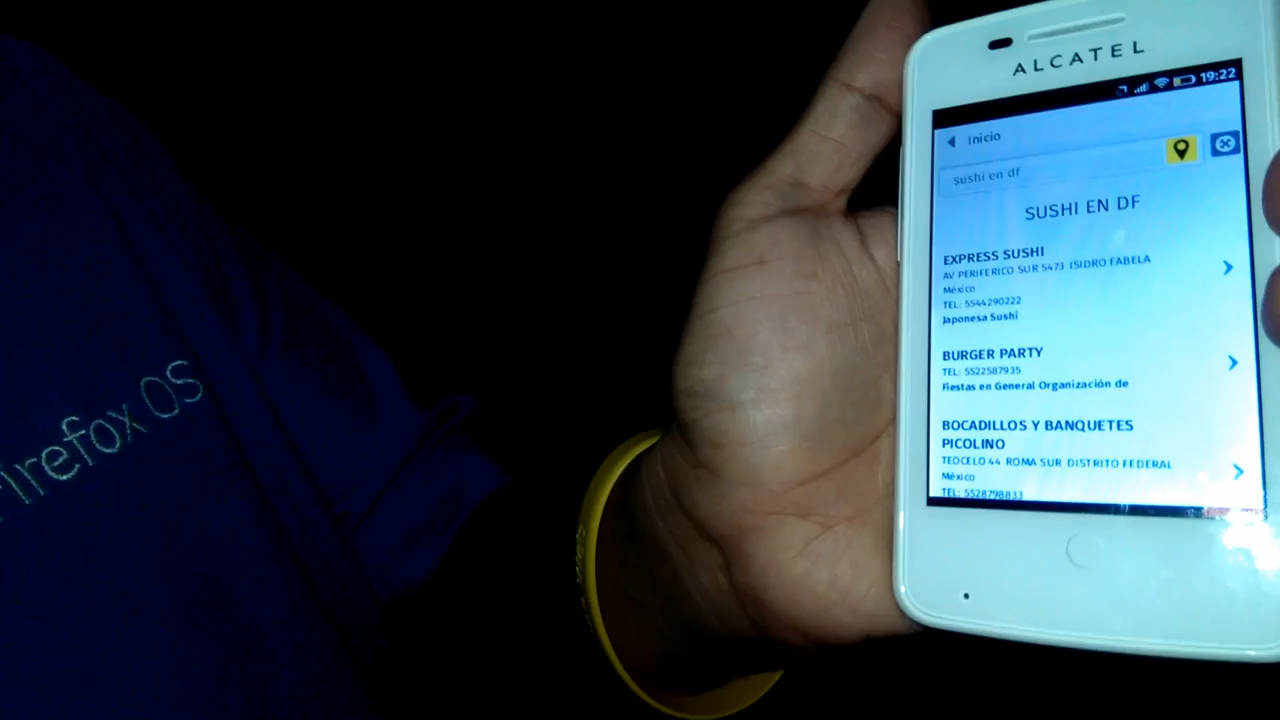 Firefox OS
ALCATEL
19:22
Inicio
sushi en df
SUSHI EN DF
EXPRESS SUSHI
AV PERIFERICO SUR 5473 ISIDRO FABELA
México
TEL: 5544290222
Japonesa Sushi
BURGER PARTY
TEL: 5522587935
Fiestas en General Organización de
BOCADILLOS Y BANQUETES
PICOLINO
TEOCELO 44 ROMA SUR DISTRITO FEDERAL
México
TEL: 5528798833